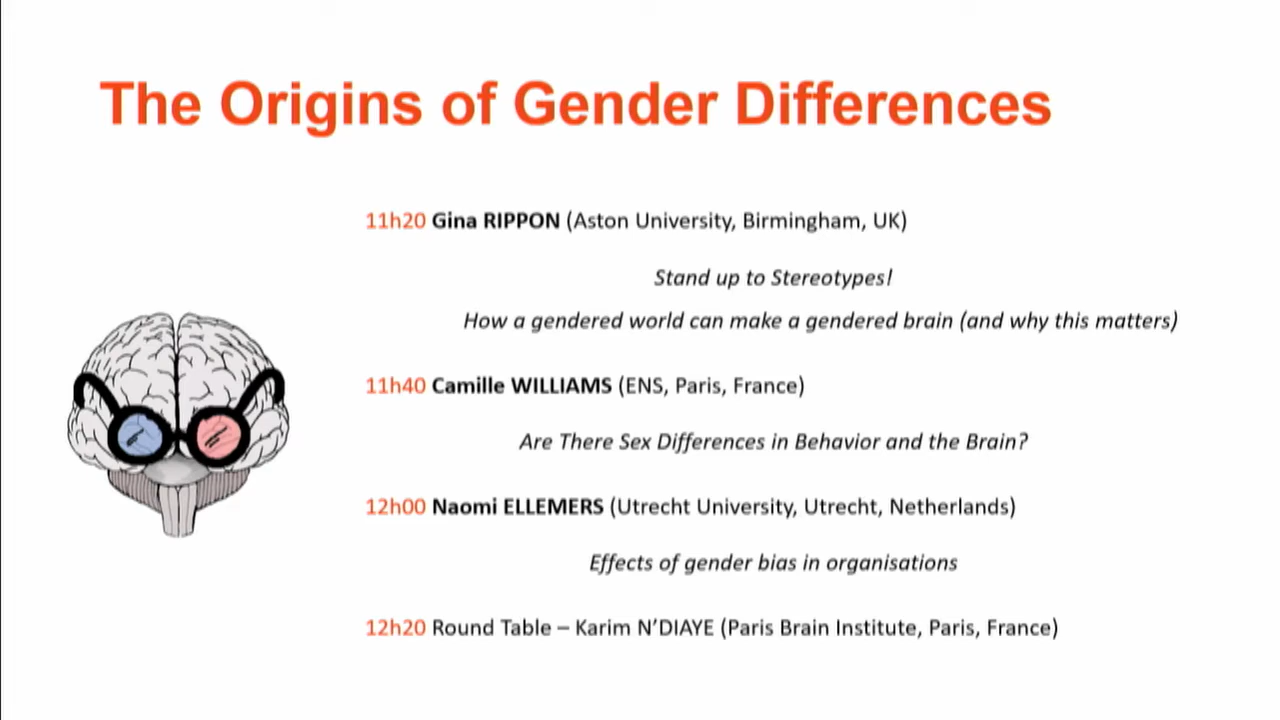 The Origins of Gender Differences
11h20 Gina RIPPON (Aston University, Birmingham, UK)
Stand up to Stereotypes!
How a gendered world can make a gendered brain (and why this matters)
11h40 Camille WILLIAMS (ENS, Paris, France)
Are There Sex Differences in Behavior and the Brain?
12h00 Naomi ELLEMERS (Utrecht University, Utrecht, Netherlands)
Effects of gender bias in organisations
12h20 Round Table – Karim N’DIAYE (Paris Brain Institute, Paris, France)